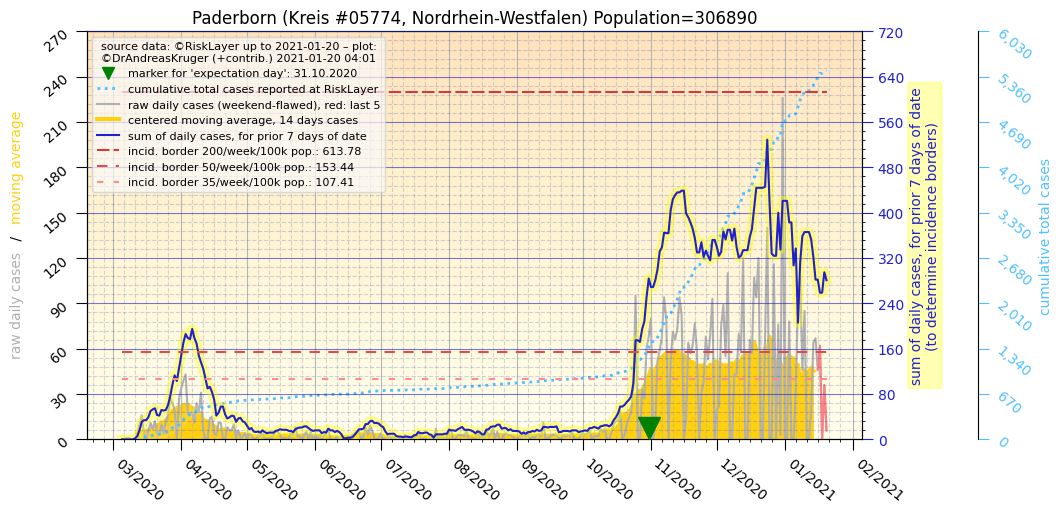 Paderborn (Kreis #05774, Nordrhein-Westfalen) Population=306890
source data: ©RiskLayer up to 2021-01-20 – plot:
©DrAndreasKruger (+contrib.) 2021-01-20 04:01
marker for 'expectation day': 31.10.2020
cumulative total cases reported at RiskLayer
raw daily cases (weekend-flawed), red: last 5
centered moving average, 14 days cases
sum of daily cases, for prior 7 days of date
incid. border 200/week/100k pop.: 613.78
incid. border 50/week/100k pop.: 153.44
incid. border 35/week/100k pop.: 107.41
raw daily cases / moving average
270
240
210
180
150
120
90
60
30
0
03/2020
04/2020
05/2020
06/2020
07/2020
08/2020
09/2020
10/2020
11/2020
12/2020
01/2021
02/2021
720
640
560
480
400
320
240
160
80
0
sum of daily cases, for prior 7 days of date
(to determine incidence borders)
6,030
5,360
4,690
4,020
3,350
2,680
2,010
1,340
670
0
cumulative total cases